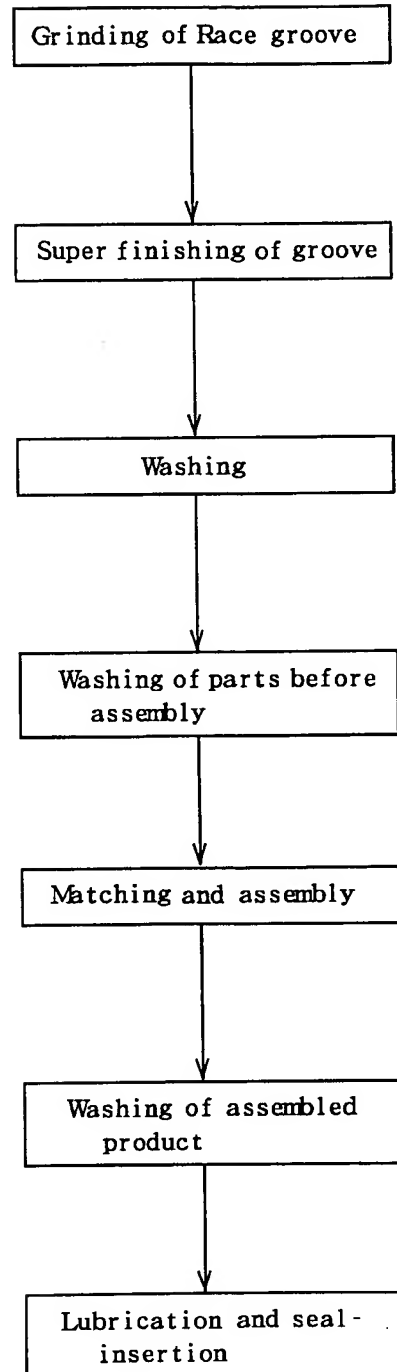 Grinding of Race groove
Super finishing of groove
Washing
Washing of parts before
assembly
Matching and assembly
Washing of assembled
product
Lubrication and seal-
insertion